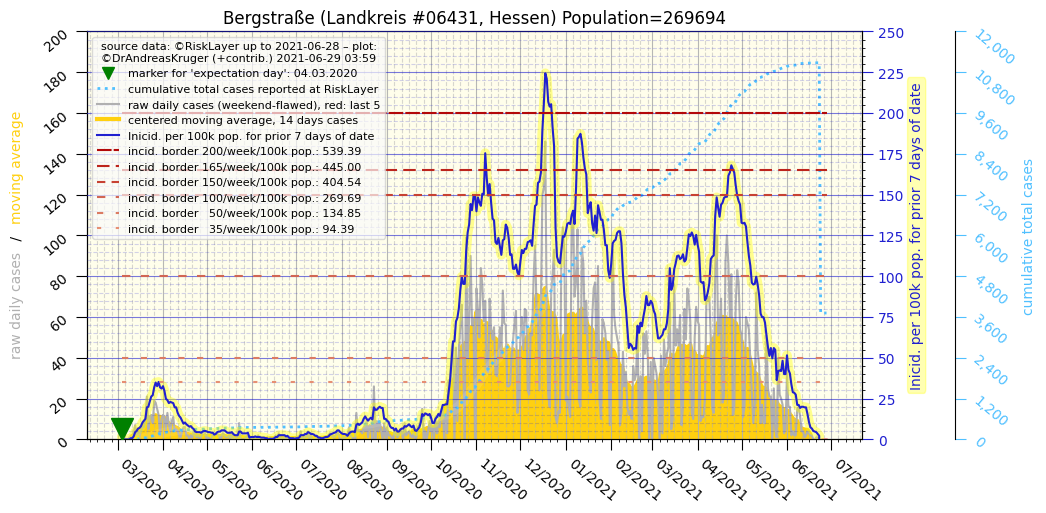 Bergstraße (Landkreis #06431, Hessen) Population=269694
source data: ©RiskLayer up to 2021-06-28 – plot:
©DrAndreasKruger (+contrib.) 2021-06-29 03:59
marker for 'expectation day': 04.03.2020
cumulative total cases reported at RiskLayer
raw daily cases (weekend-flawed), red: last 5
centered moving average, 14 days cases
Inicid. per 100k pop. for prior 7 days of date
incid. border 200/week/100k pop.: 539.39
incid. border 165/week/100k pop.: 445.00
incid. border 150/week/100k pop.: 404.54
incid. border 100/week/100k pop.: 269.69
incid. border   50/week/100k pop.: 134.85
incid. border   35/week/100k pop.: 94.39
raw daily cases   /   moving average
200
180
160
140
120
100
80
60
40
20
0
03/2020
04/2020
05/2020
06/2020
07/2020
08/2020
09/2020
10/2020
11/2020
12/2020
01/2021
02/2021
03/2021
04/2021
05/2021
06/2021
07/2021
250
225
200
175
150
125
100
75
50
25
0
Inicid. per 100k pop. for prior 7 days of date
12,000
10,800
9,600
8,400
7,200
6,000
4,800
3,600
2,400
1,200
0
cumulative total cases